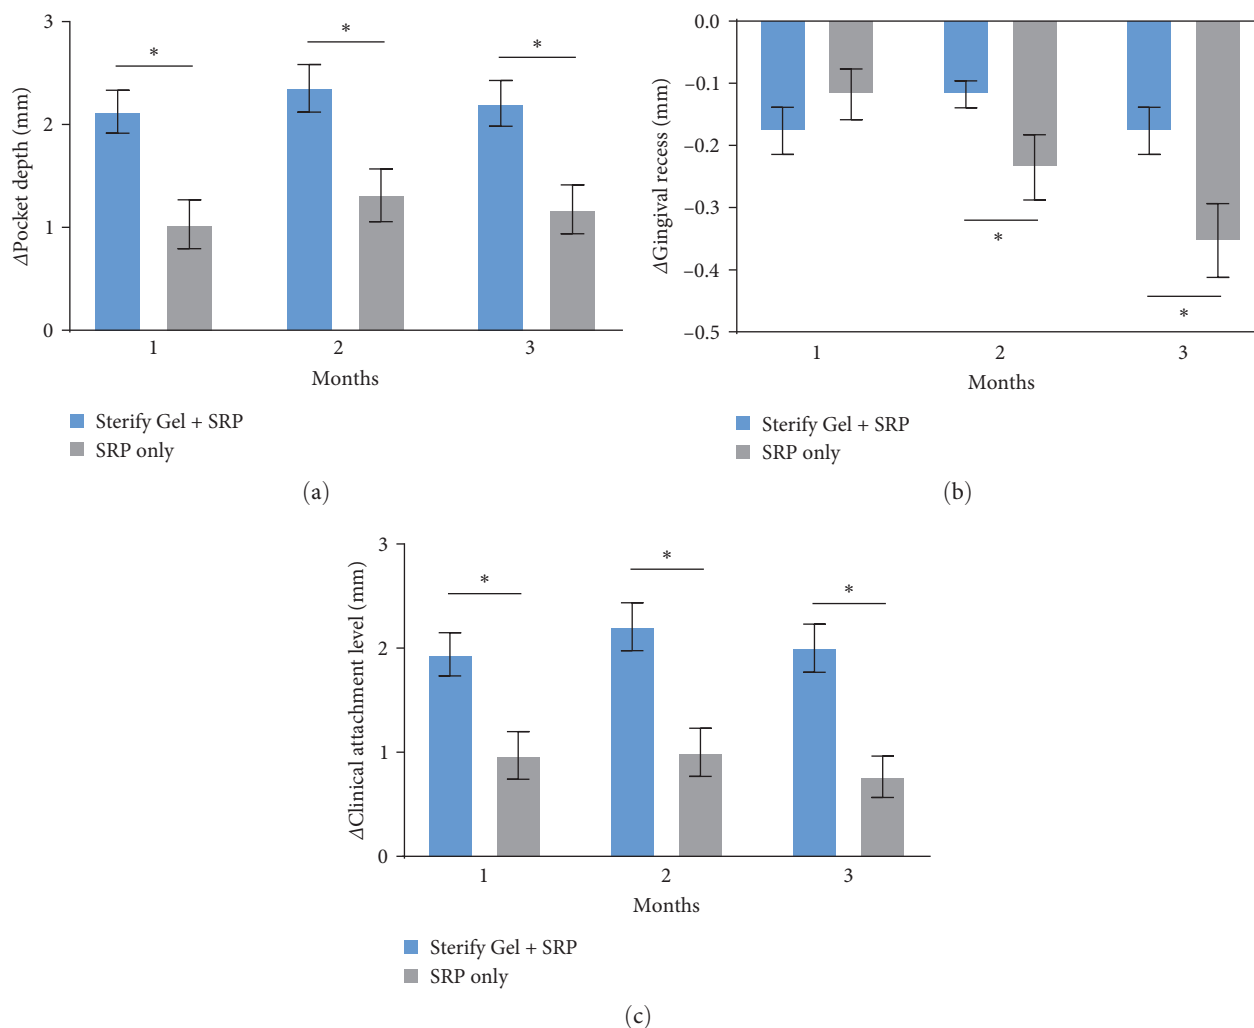 ΔPocket depth (mm)
3
2
1
0
*
*
*
1 2 3
Months
Sterify Gel + SRP
SRP only
(a)
ΔGingival recess (mm)
0.0
–0.1
–0.2
–0.3
–0.4
–0.5
*
*
1 2 3
Months
Sterify Gel + SRP
SRP only
(b)
ΔClinical attachment level (mm)
3
2
1
0
*
*
*
1 2 3
Months
Sterify Gel + SRP
SRP only
(c)